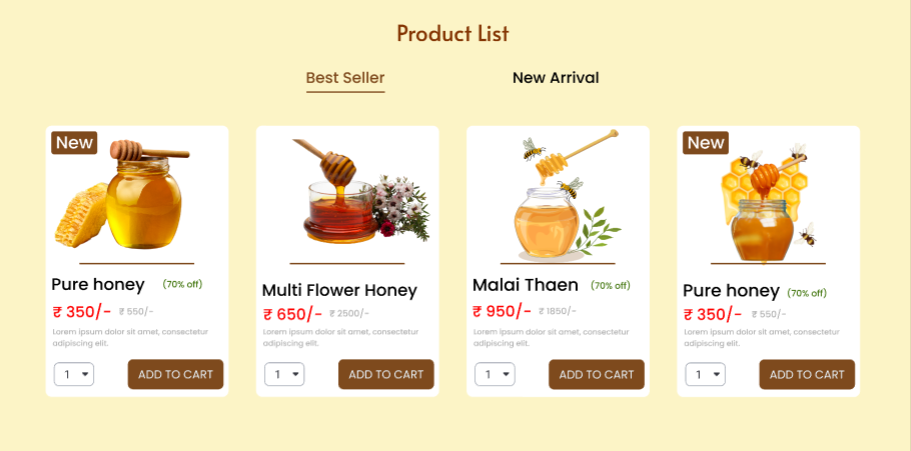 Product List
Best Seller
New Arrival
New
Pure honey (70% off)
₹ 350/- ₹ 550/-
Lorem ipsum dolor sit amet, consectetur
adipiscing elit.
1
ADD TO CART
Multi Flower Honey
₹ 650/- ₹ 2500/-
Lorem ipsum dolor sit amet, consectetur
adipiscing elit.
1
ADD TO CART
Malai Thaen (70% off)
₹ 950/- ₹ 1850/-
Lorem ipsum dolor sit amet, consectetur
adipiscing elit.
1
ADD TO CART
New
Pure honey (70% off)
₹ 350/- ₹ 550/-
Lorem ipsum dolor sit amet, consectetur
adipiscing elit.
1
ADD TO CART